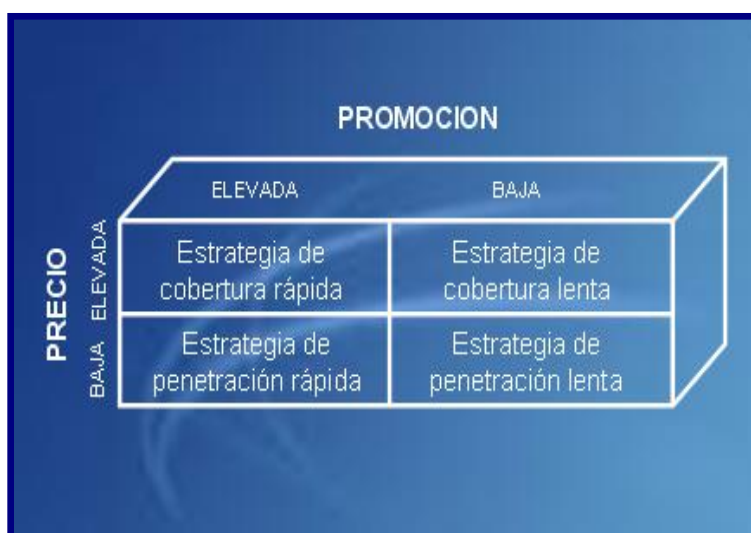 PROMOCION
ELEVADA BAJA
PRECIO
ELEVADA
Estrategia de
cobertura rápida
Estrategia de
cobertura lenta
BAJA
Estrategia de
penetración rápida
Estrategia de
penetración lenta